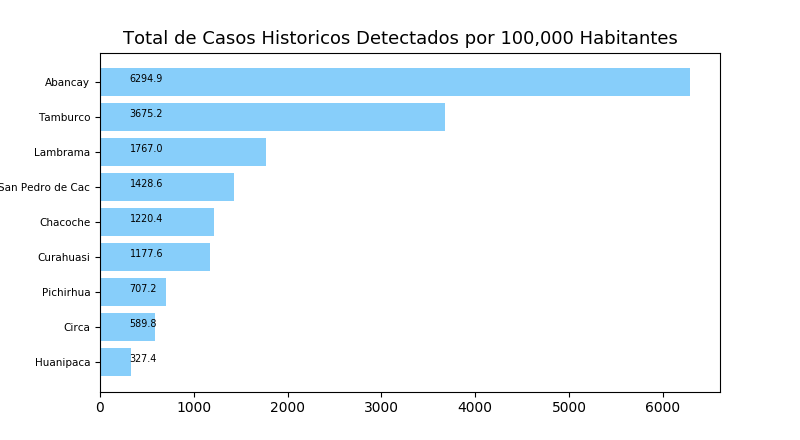 Total de Casos Historicos Detectados por 100,000 Habitantes
Abancay 6294.9
Tamburco 3675.2
Lambrama 1767.0
San Pedro de Cac 1428.6
Chacoche 1220.4
Curahuasi 1177.6
Pichirhua 707.2
Circa 589.8
Huanipaca 327.4
0 1000 2000 3000 4000 5000 6000